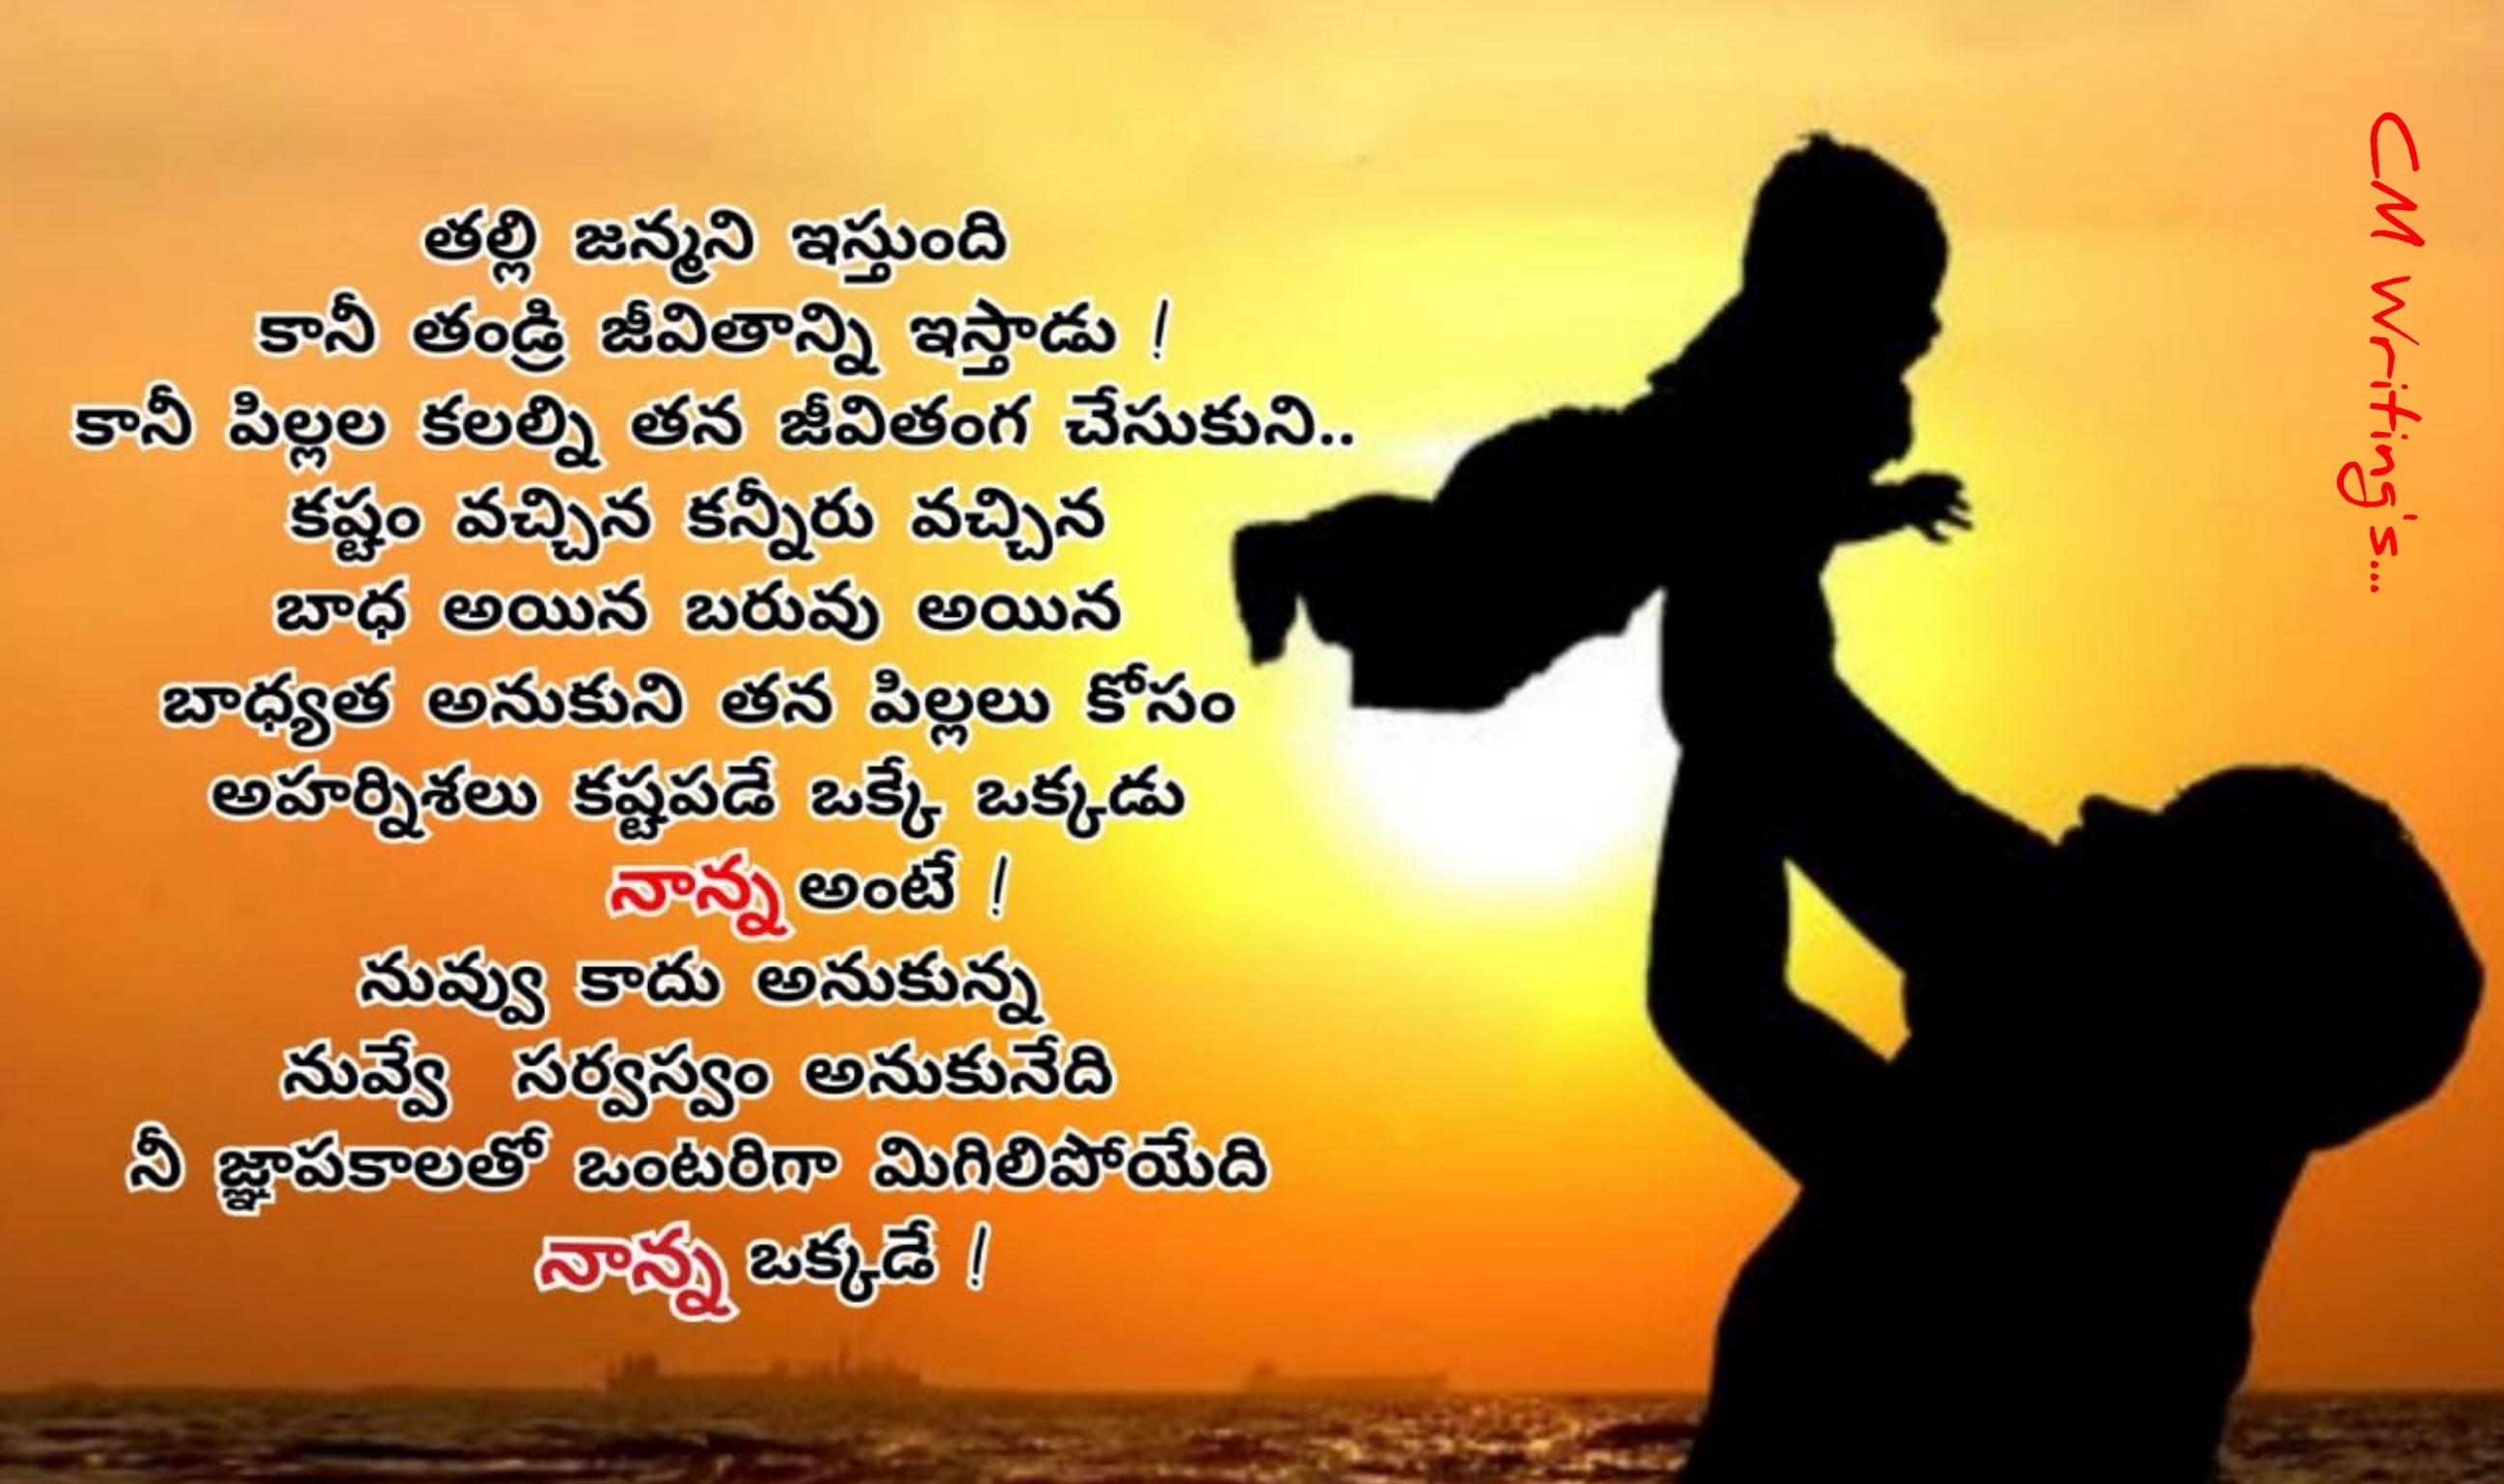 తల్లి జన్మని ఇస్తుంది
కానీ తండ్రి జీవితాన్ని ఇస్తాడు !
కానీ పిల్లల కలల్ని తన జీవితంగ చేసుకుని..
కష్టం వచ్చిన కన్నీరు వచ్చిన
బాధ అయిన బరువు అయిన
బాధ్యత అనుకుని తన పిల్లలు కోసం
అహర్నిశలు కష్టపడే ఒక్కే ఒక్కడు
నాన్న అంటే !
నువ్వు కాదు అనుకున్న
నువ్వే సర్వస్వం అనుకునేది
నీ జ్ఞాపకాలతో ఒంటరిగా మిగిలిపోయేది
నాన్న ఒక్కడే !
CM Writing's...